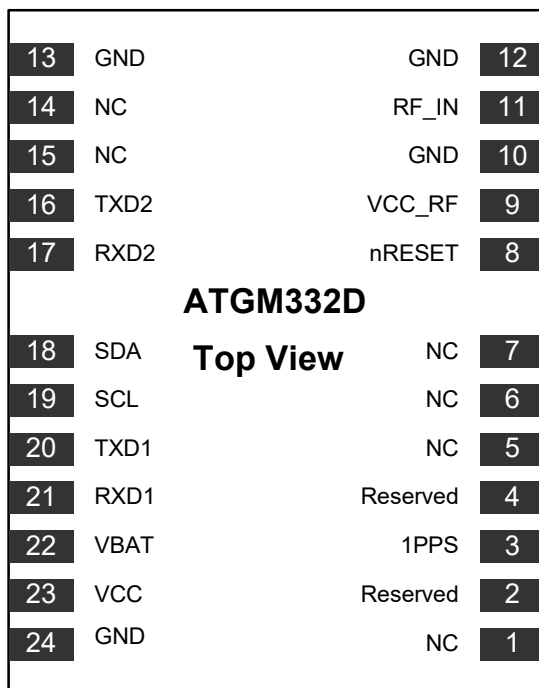 13 GND GND 12
14 NC RF_IN 11
15 NC GND 10
16 TXD2 VCC_RF 9
17 RXD2 nRESET 8
ATGM332D
18 SDA Top View NC 7
19 SCL NC 6
20 TXD1 NC 5
21 RXD1 Reserved 4
22 VBAT 1PPS 3
23 VCC Reserved 2
24 GND NC 1